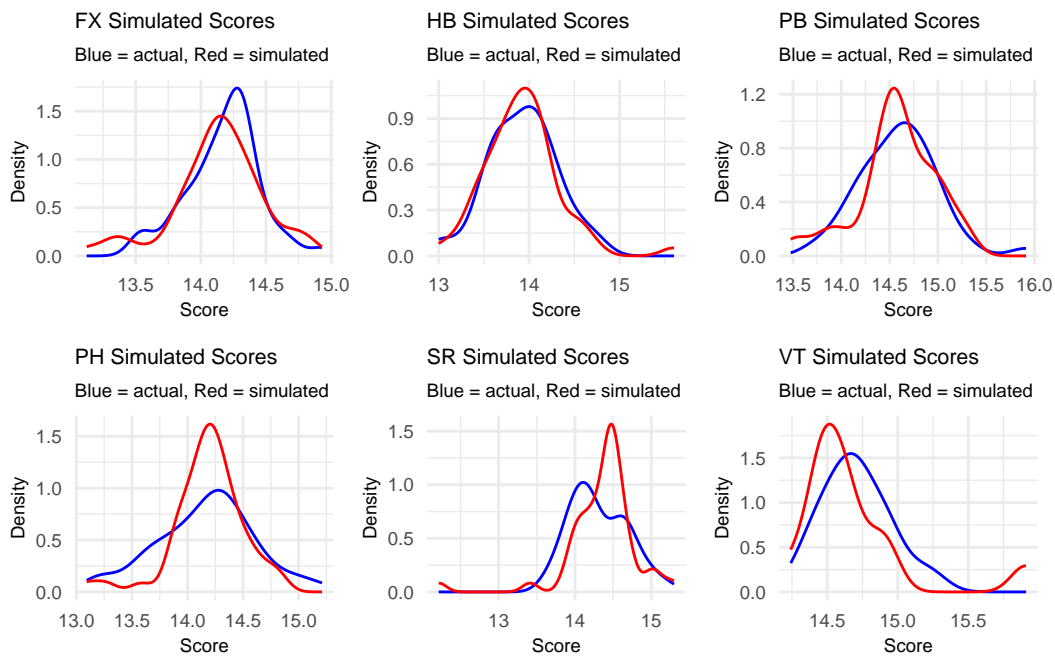 FX Simulated Scores
Blue = actual, Red = simulated
Density
1.5
1.0
0.5
0.0
13.5 14.0 14.5 15.0
Score
HB Simulated Scores
Blue = actual, Red = simulated
Density
0.9
0.6
0.3
0.0
13 14 15
Score
PB Simulated Scores
Blue = actual, Red = simulated
Density
1.2
0.8
0.4
0.0
13.5 14.0 14.5 15.0 15.5 16.0
Score
PH Simulated Scores
Blue = actual, Red = simulated
Density
1.5
1.0
0.5
0.0
13.0 13.5 14.0 14.5 15.0
Score
SR Simulated Scores
Blue = actual, Red = simulated
Density
1.5
1.0
0.5
0.0
13 14 15
Score
VT Simulated Scores
Blue = actual, Red = simulated
Density
1.5
1.0
0.5
0.0
14.5 15.0 15.5
Score